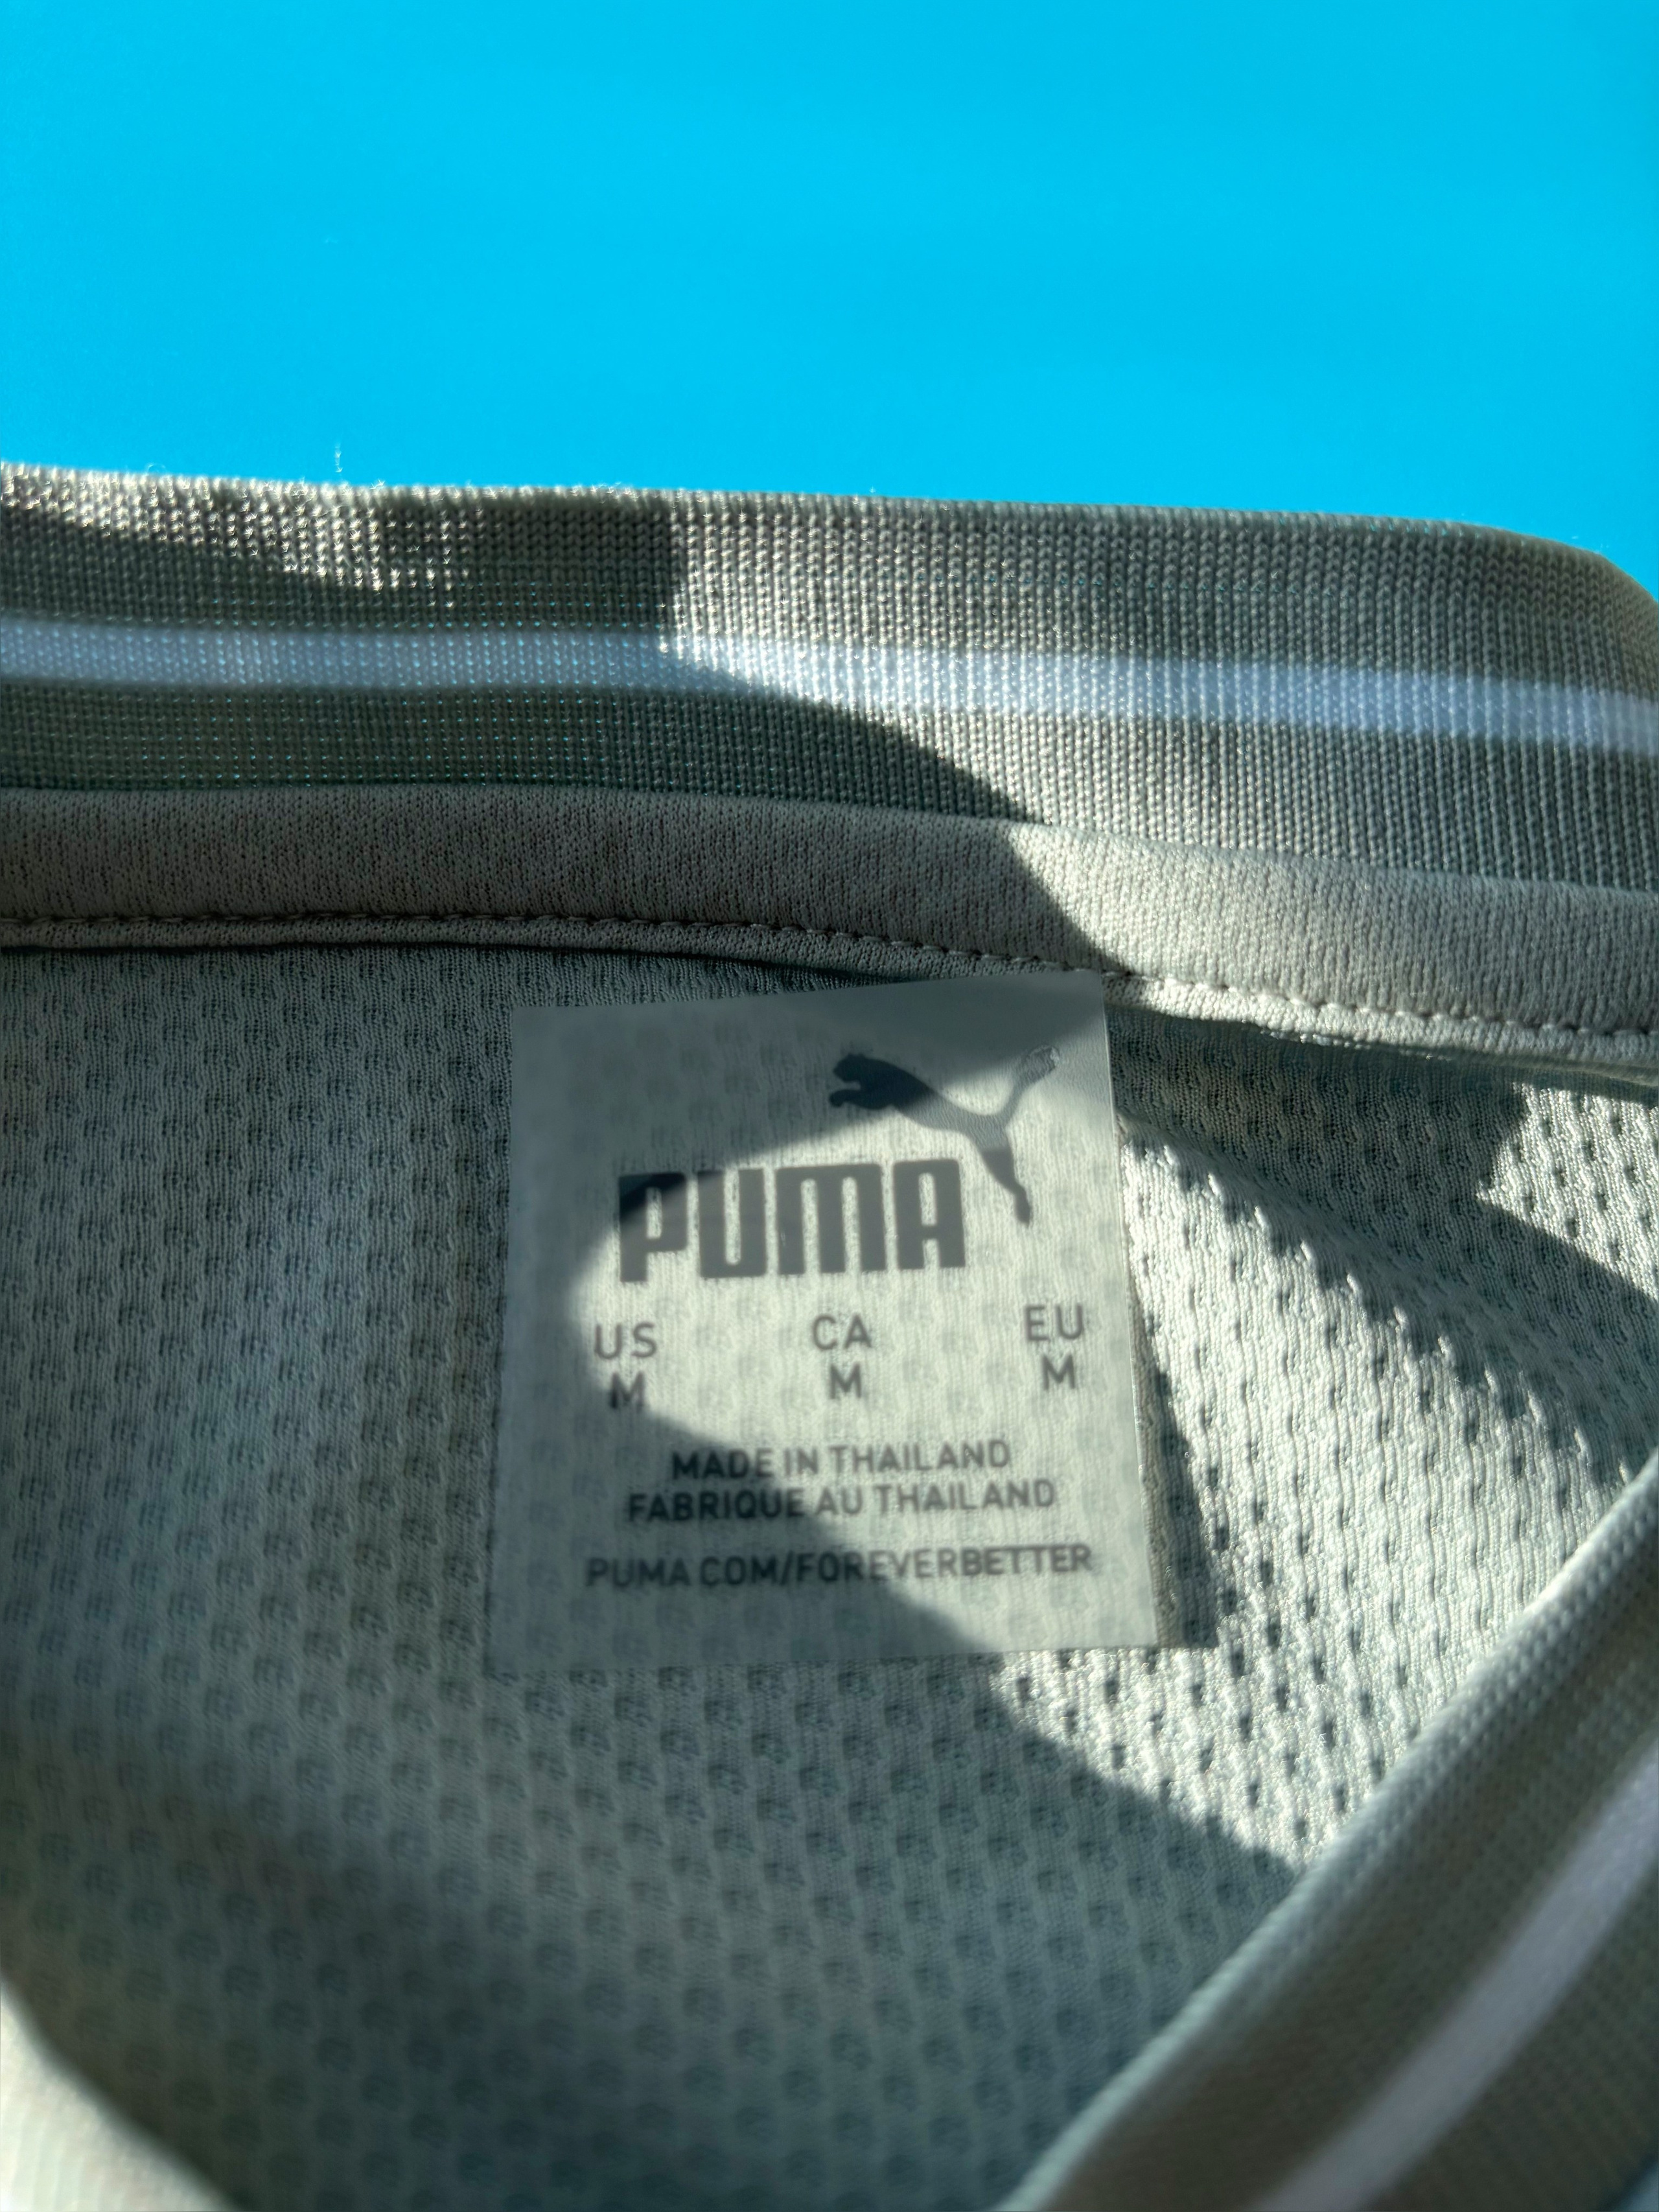 PUMA
US CA EU
M M M
MADE IN THAILAND
FABRIQUE AU THAILAND
PUMA.COM/FOREVERBETTER